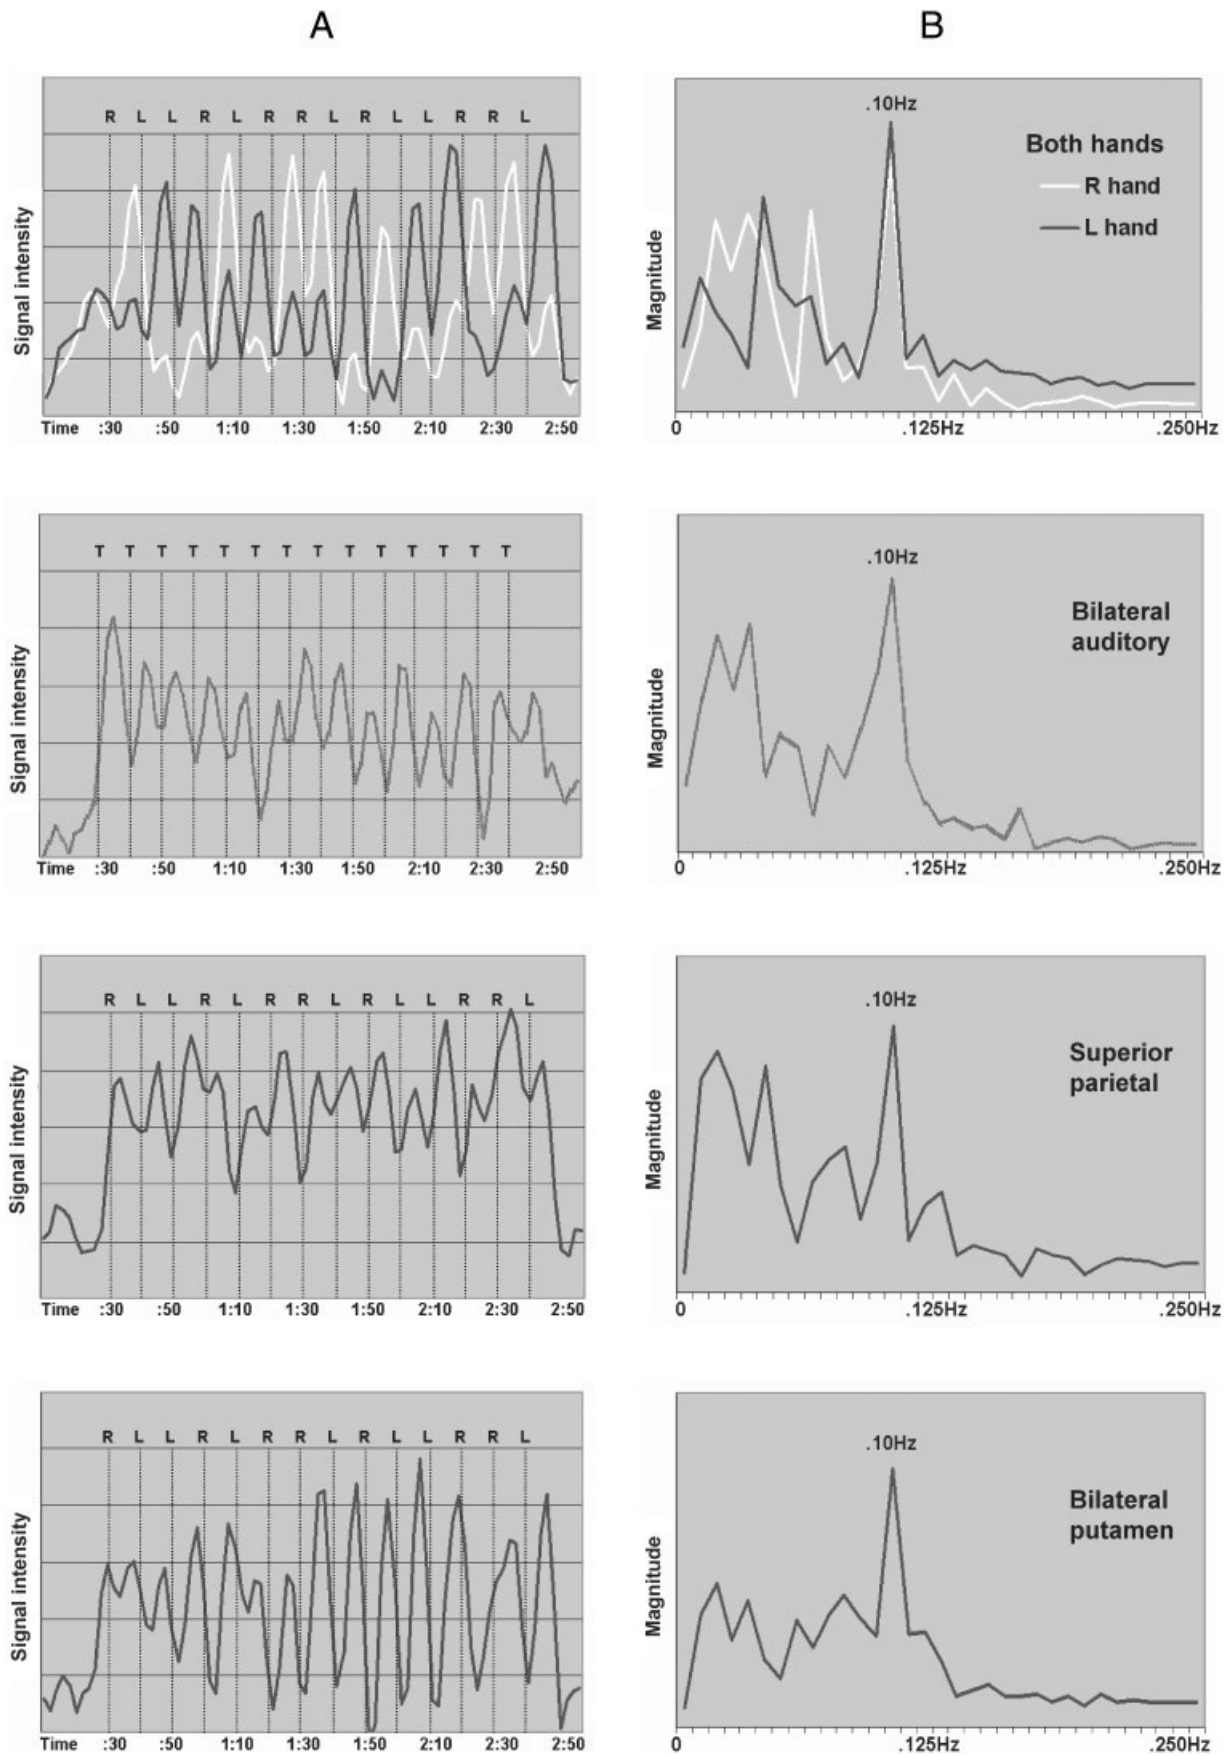 A
B
R L L R L R R L R L L R R L
Signal intensity
Time :30 :50 1:10 1:30 1:50 2:10 2:30 2:50
.10Hz
Both hands
R hand
L hand
Magnitude
0 .125Hz .250Hz
T T T T T T T T T T T T T T
Signal intensity
Time :30 :50 1:10 1:30 1:50 2:10 2:30 2:50
.10Hz
Bilateral
auditory
Magnitude
0 .125Hz .250Hz
R L L R L R R L R L L R R L
Signal intensity
Time :30 :50 1:10 1:30 1:50 2:10 2:30 2:50
.10Hz
Superior
parietal
Magnitude
0 .125Hz .250Hz
R L L R L R R L R L L R R L
Signal intensity
Time :30 :50 1:10 1:30 1:50 2:10 2:30 2:50
.10Hz
Bilateral
putamen
Magnitude
0 .125Hz .250Hz